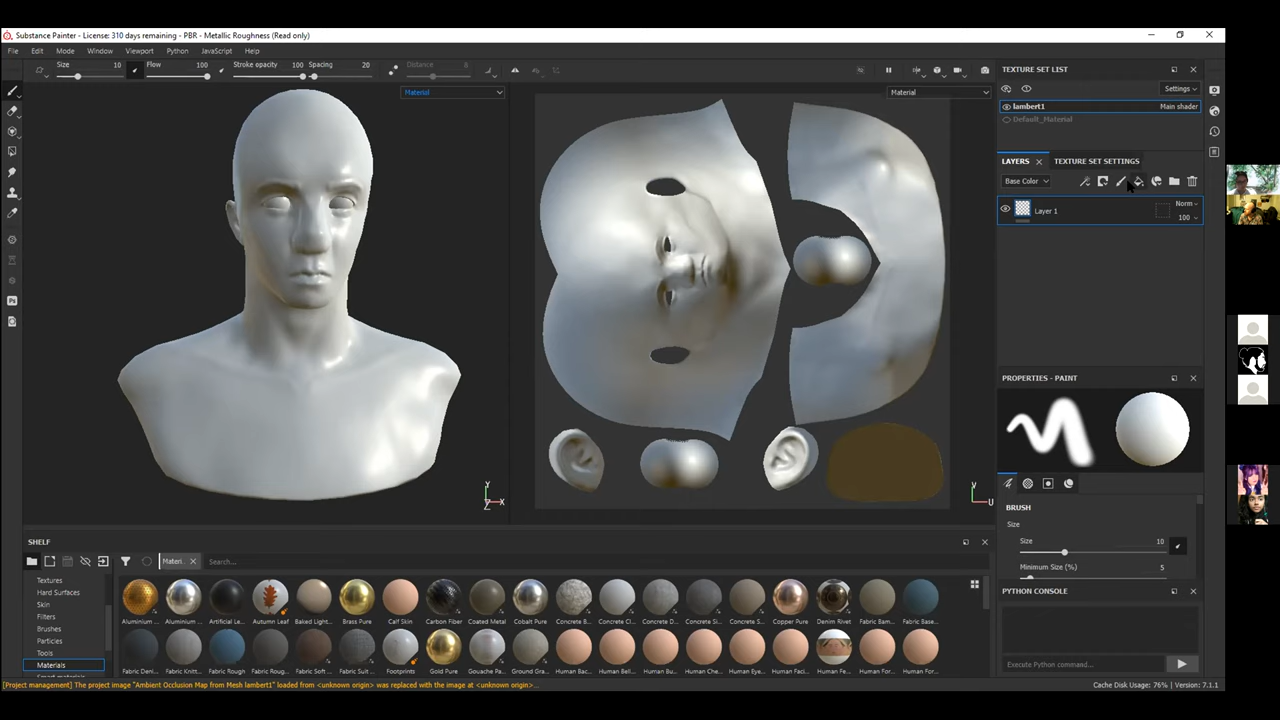 Substance Painter - License: 310 days remaining - PBR - Metallic Roughness (Read only)
File Edit Mode Window Viewport Python JavaScript Help
Size 10 Flow 100 Stroke opacity 100 Spacing 20 Distance 8
Material
Material
TEXTURE SET LIST
Settings
lambert1 Main shader
Default_Material
LAYERS TEXTURE SET SETTINGS
Base Color
Layer 1 Norm
100
Y
X
Z
V
U
PROPERTIES - PAINT
BRUSH
Size
Size 10
Minimum Size (%) 5
PYTHON CONSOLE
Execute Python command...
SHELF
Materi... Search...
Textures
Hard Surfaces
Skin
Filters
Brushes
Particles
Tools
Materials
Aluminium ... Aluminium ... Artificial Le... Autumn Leaf Baked Light... Brass Pure Calf Skin Carbon Fiber Coated Metal Cobalt Pure Concrete B... Concrete Cl... Concrete D... Concrete Si... Concrete S... Copper Pure Denim Rivet Fabric Bam... Fabric Base...
Fabric Deni... Fabric Knitt... Fabric Rough Fabric Roug... Fabric Soft ... Fabric Suit ... Footprints Gold Pure Gouache Pa... Ground Gra... Human Bac... Human Bell... Human Bu... Human Che... Human Eye... Human Faci... Human Fe... Human For... Human For...
[Project management] The project image "Ambient Occlusion Map from Mesh lambert1" loaded from <unknown origin> was replaced with the image at <unknown origin>...
Cache Disk Usage: 76% | Version: 7.1.1